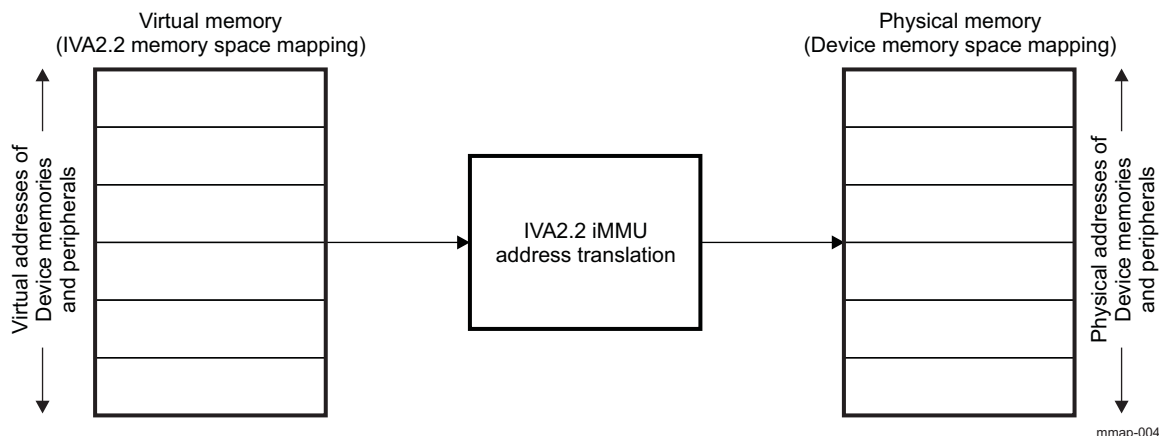 Virtual memory
(IVA2.2 memory space mapping)
Physical memory
(Device memory space mapping)
Virtual addresses of
Device memories
and peripherals
IVA2.2 iMMU
address translation
Physical addresses of
Device memories
and peripherals
mmap-004